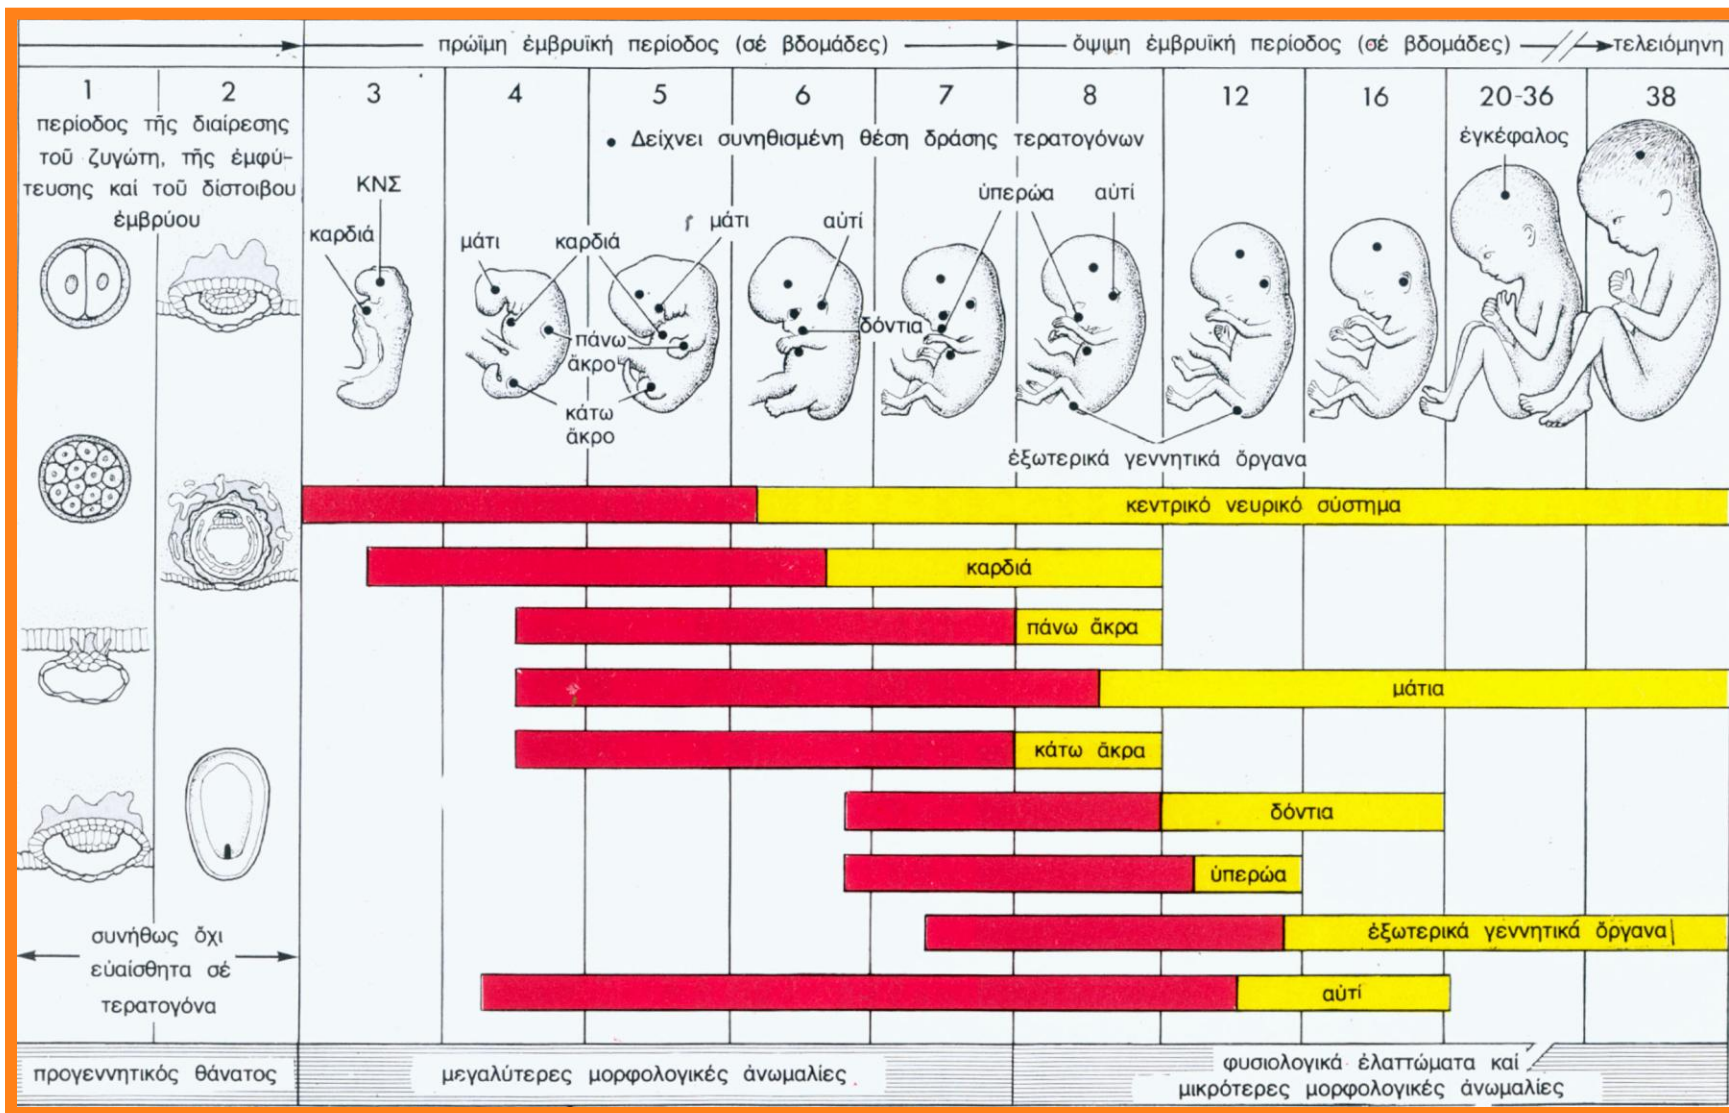 πρώϊμη ἐμβρυϊκή περίοδος (σέ βδομάδες)
ὄψιμη ἐμβρυϊκή περίοδος (σέ βδομάδες)
τελειόμηνη
1
2
3
4
5
6
7
8
12
16
20-36
38
περίοδος τῆς διαίρεσης
τοῦ ζυγώτη, τῆς ἐμφύ-
τευσης καί τοῦ δίστοιβου
ἐμβρύου
• Δείχνει συνηθισμένη θέση δράσης τερατογόνων
ἐγκέφαλος
ΚΝΣ
καρδιά
μάτι
καρδιά
μάτι
αὐτί
ὑπερώα
αὐτί
πάνω
ἄκρο
δόντια
κάτω
ἄκρο
ἐξωτερικά γεννητικά ὄργανα
κεντρικό νευρικό σύστημα
καρδιά
πάνω ἄκρα
μάτια
κάτω ἄκρα
δόντια
ὑπερώα
ἐξωτερικά γεννητικά ὄργανα
αὐτί
συνήθως ὄχι
εὐαίσθητα σέ
τερατογόνα
προγεννητικός θάνατος
μεγαλύτερες μορφολογικές ἀνωμαλίες
φυσιολογικά ἐλαττώματα καί
μικρότερες μορφολογικές ἀνωμαλίες